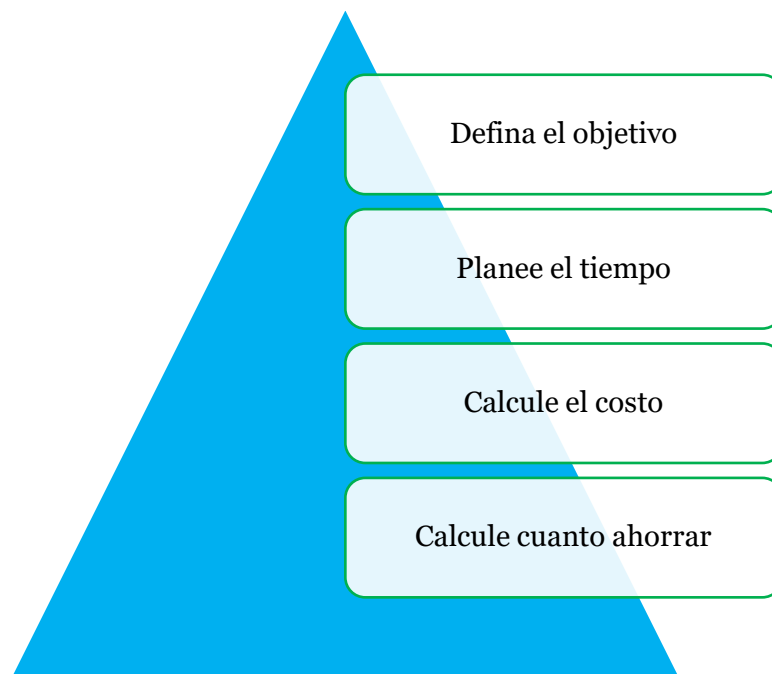 Defina el objetivo
Planee el tiempo
Calcule el costo
Calcule cuanto ahorrar